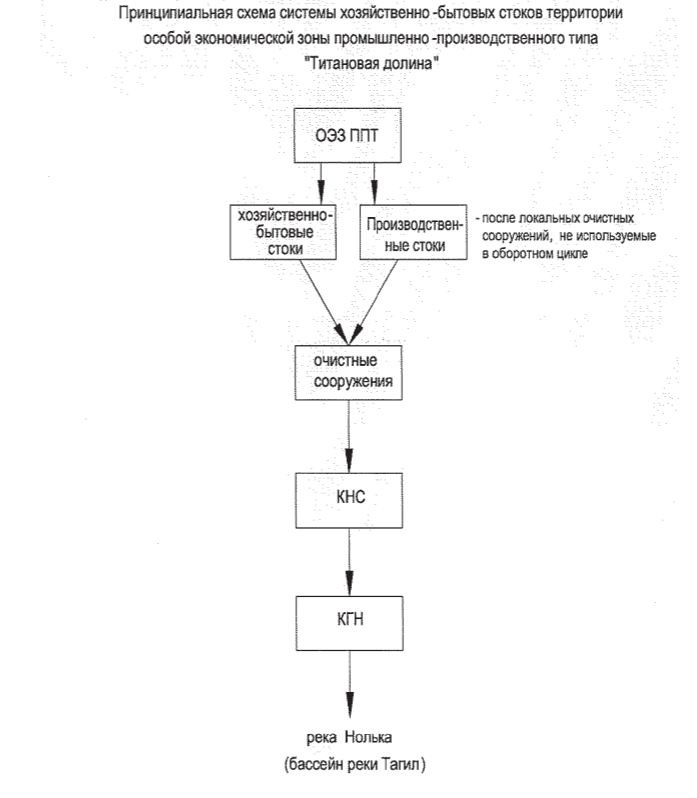 Принципиальная схема системы хозяйственно -бытовых стоков территории
особой экономической зоны промышленно -производственного типа
"Титановая долина"
ОЭЗ ППТ
хозяйственно-
бытовые
стоки
Производствен-
ные стоки
- после локальных очистных
сооружений, не используемые
в оборотном цикле
очистные
сооружения
КНС
КГН
река Нолька
(бассейн реки Тагил)